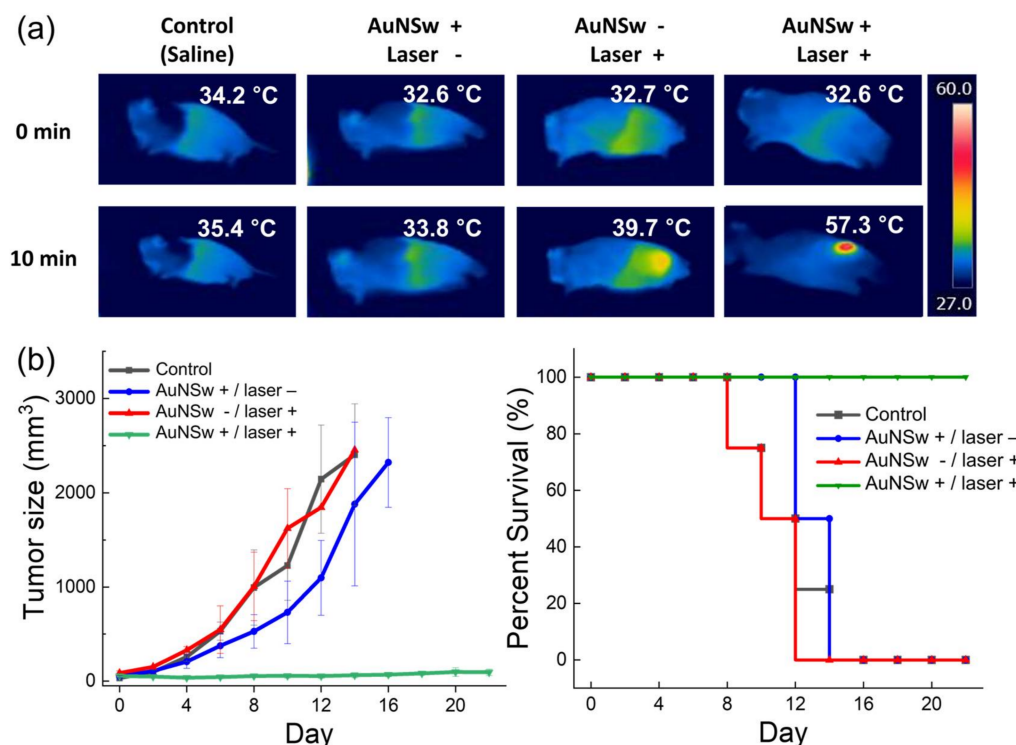 (a)
Control AuNSw + AuNSw - AuNSw +
(Saline) Laser - Laser + Laser +
0 min 34.2 °C 32.6 °C 32.7 °C 32.6 °C 60.0
10 min 35.4 °C 33.8 °C 39.7 °C 57.3 °C
27.0
(b)
Tumor size (mm³)
3000
2000
1000
0
Control
AuNSw + / laser –
AuNSw - / laser +
AuNSw + / laser +
0 4 8 12 16 20
Day
Percent Survival (%)
100
80
60
40
20
0
Control
AuNSw + / laser –
AuNSw - / laser +
AuNSw + / laser +
0 4 8 12 16 20
Day